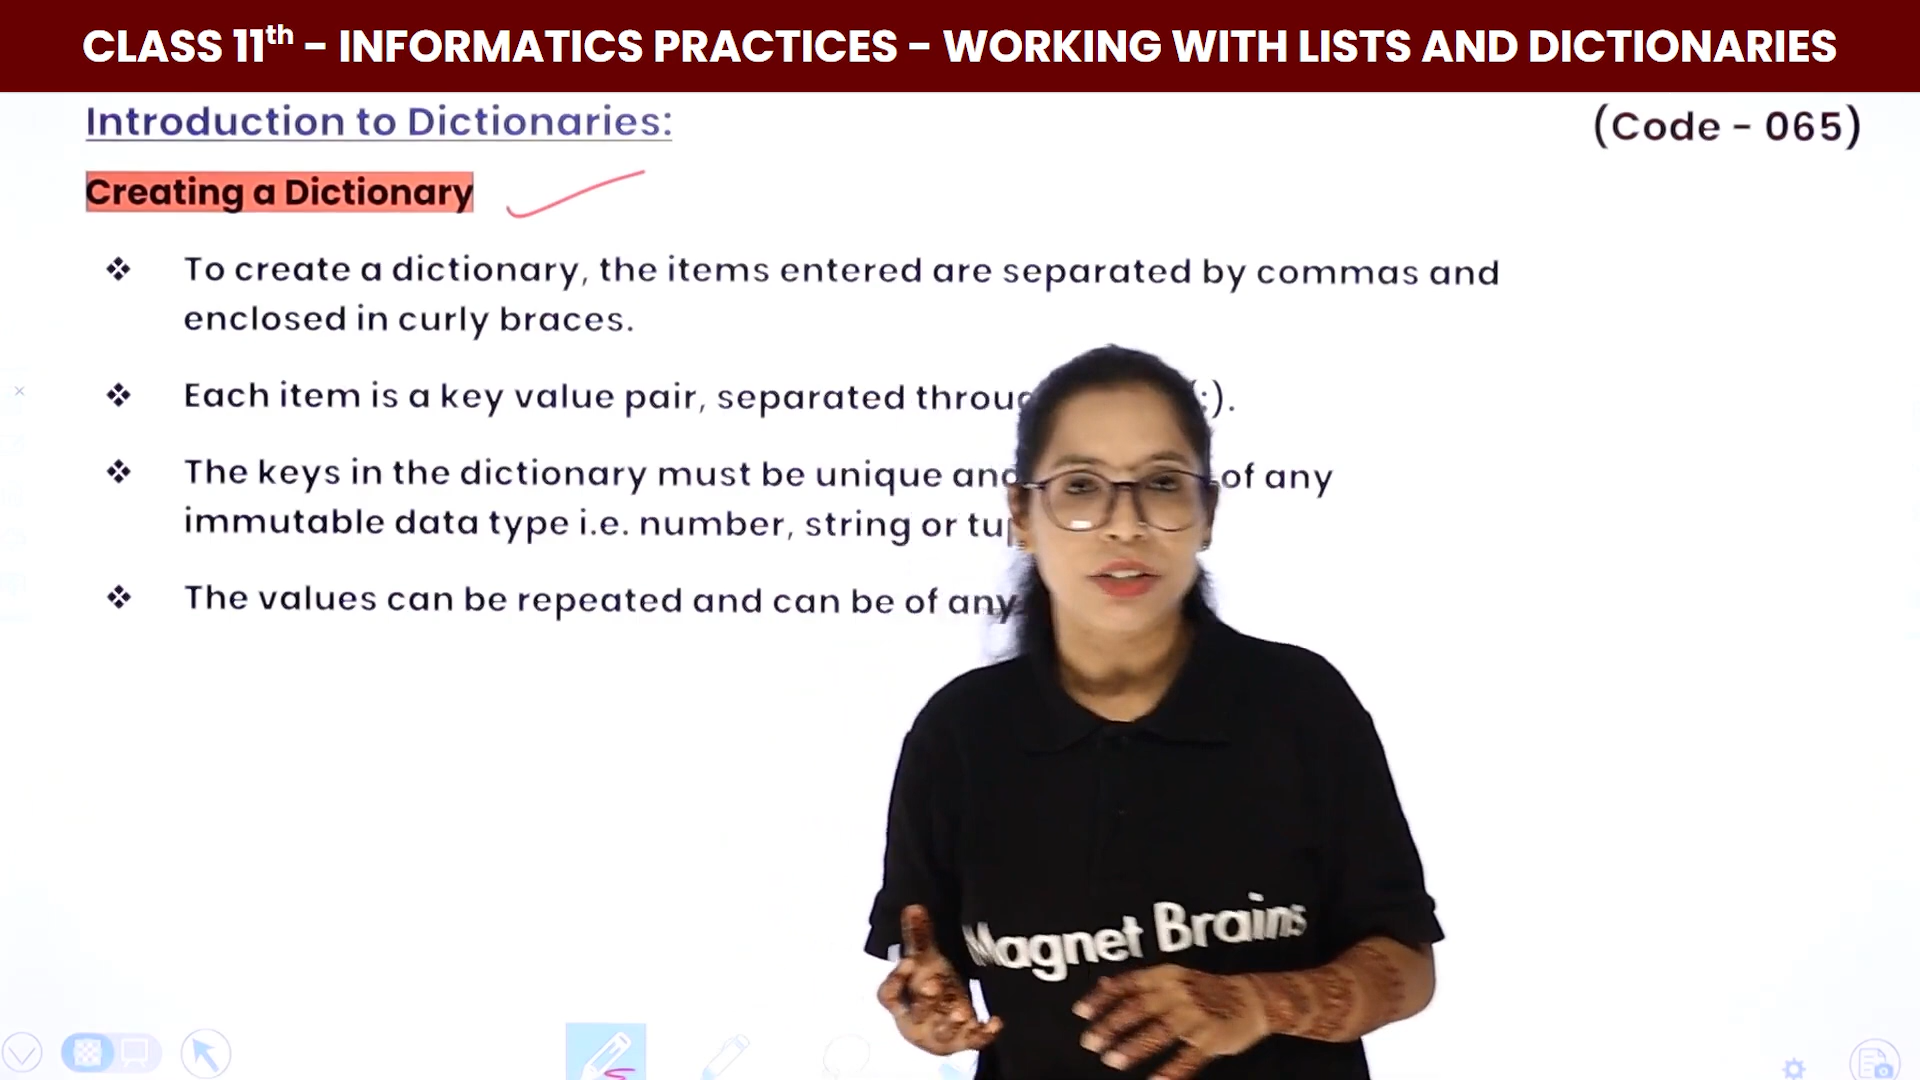 CLASS 11th – INFORMATICS PRACTICES – WORKING WITH LISTS AND DICTIONARIES
Introduction to Dictionaries:
(Code - 065)
Creating a Dictionary
❖ To create a dictionary, the items entered are separated by commas and
enclosed in curly braces.
❖ Each item is a key value pair, separated :).
❖ The keys in the dictionary must be unique of any
immutable data type i.e. number, string or
❖ The values can be repeated and can be of any
Magnet Brains